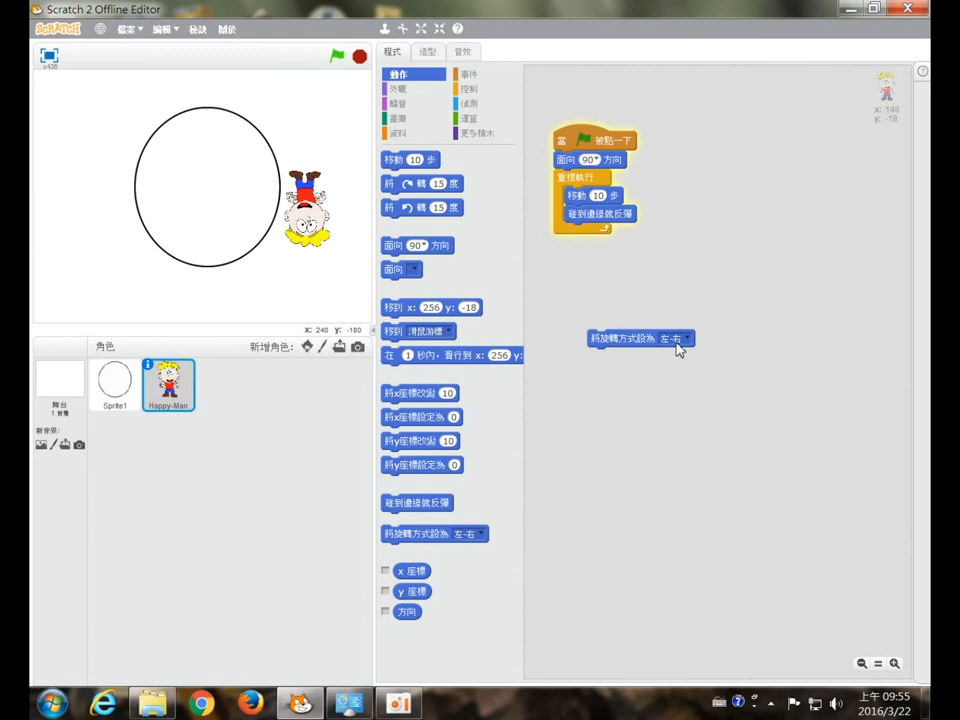 Scratch 2 Offline Editor
SCRATCH 檔案▼ 編輯▼ 秘訣 關於
v438
程式 造型 音效
動作 事件
外觀 控制
聲音 偵測
畫筆 運算
資料 更多積木
移動 10 步
將 轉 15 度
將 轉 15 度
面向 90▼ 方向
面向
移到 x: 256 y: -18
移到 滑鼠游標
在 1 秒內,滑行到 x: 256 y:
將x座標改變 10
將x座標設定為 0
將y座標改變 10
將y座標設定為 0
碰到邊緣就反彈
將旋轉方式設為 左-右
x 座標
y 座標
方向
當 被點一下
面向 90▼ 方向
重複執行
移動 10 步
碰到邊緣就反彈
將旋轉方式設為 左-右
x: 148
y: -18
x: 240 y: -180
角色 新增角色:
舞台
1 背景
新背景:
Sprite1
Happy-Man
上午 09:55
2016/3/22